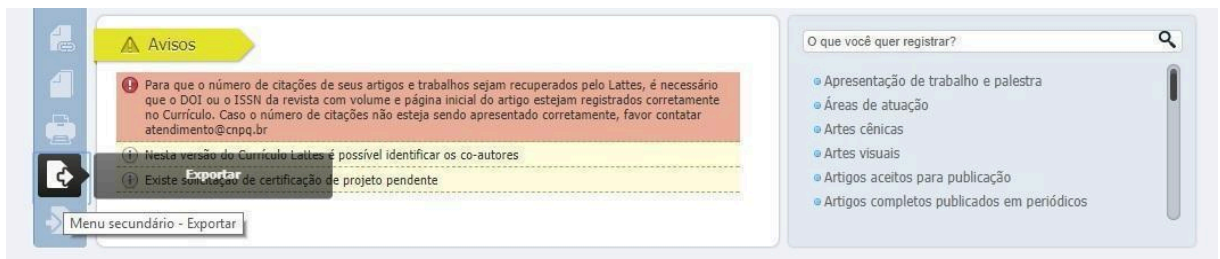 Avisos
Para que o número de citações de seus artigos e trabalhos sejam recuperados pelo Lattes, é necessário
que o DOI ou o ISSN da revista com volume e página inicial do artigo estejam registrados corretamente
no Currículo. Caso o número de citações não esteja sendo apresentado corretamente, favor contatar
atendimento@cnpq.br
Nesta versão do Currículo Lattes é possível identificar os co-autores
Existe solicitação de certificação de projeto pendente
Exportar
Menu secundário - Exportar
O que você quer registrar?
Apresentação de trabalho e palestra
Áreas de atuação
Artes cênicas
Artes visuais
Artigos aceitos para publicação
Artigos completos publicados em periódicos